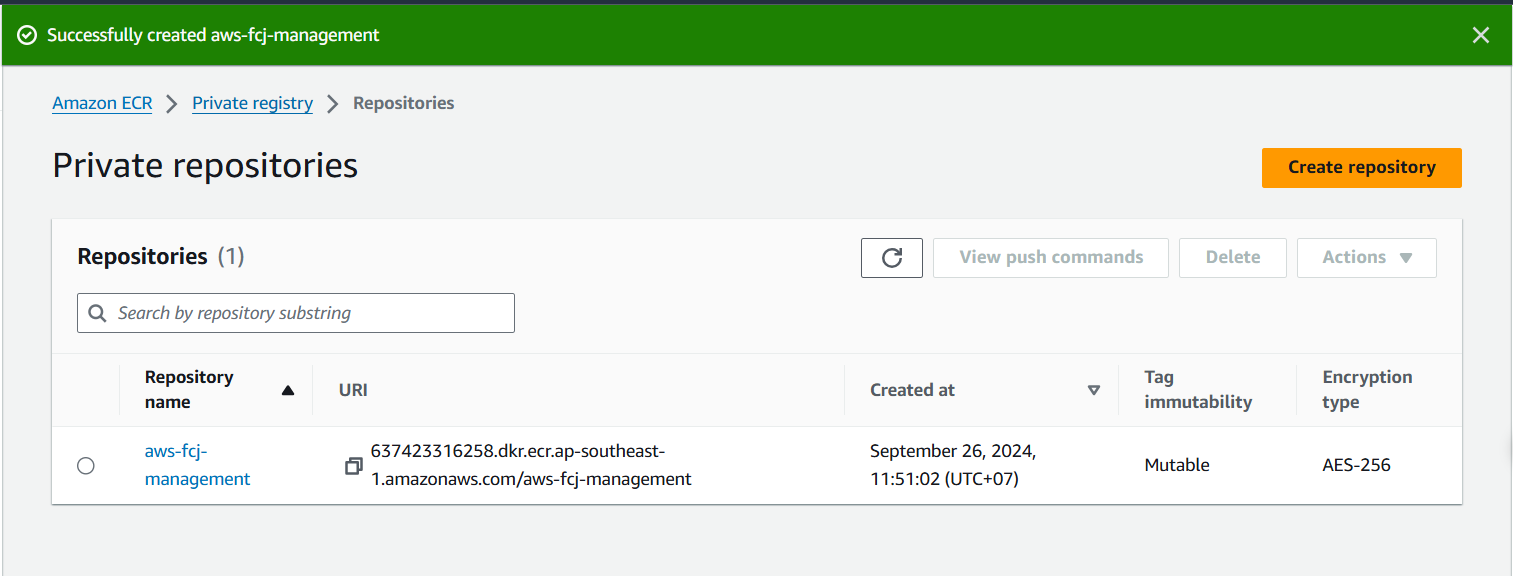 Successfully created aws-fcj-management
Amazon ECR > Private registry > Repositories
Private repositories
Create repository
Repositories (1)
View push commands
Delete
Actions
Search by repository substring
Repository name
URI
Created at
Tag immutability
Encryption type
aws-fcj-
management
637423316258.dkr.ecr.ap-southeast-
1.amazonaws.com/aws-fcj-management
September 26, 2024,
11:51:02 (UTC+07)
Mutable
AES-256